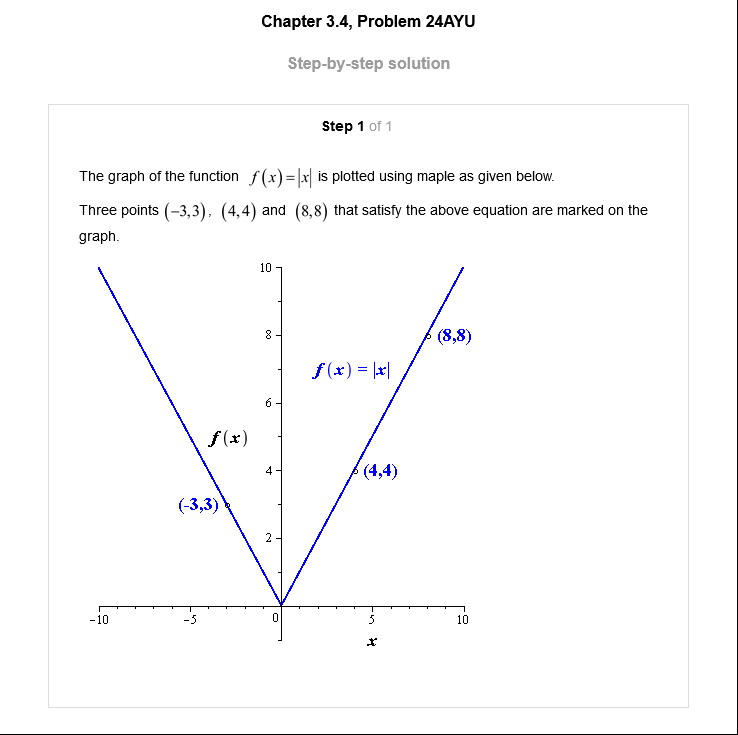 Chapter 3.4, Problem 24AYU
Step-by-step solution
Step 1 of 1
The graph of the function f(x)=|x| is plotted using maple as given below.
Three points (−3,3), (4,4) and (8,8) that satisfy the above equation are marked on the
graph.
10
8
(8,8)
f(x) = |x|
6
f(x)
4
(4,4)
(-3,3)
2
−10
−5
0
5
10
x